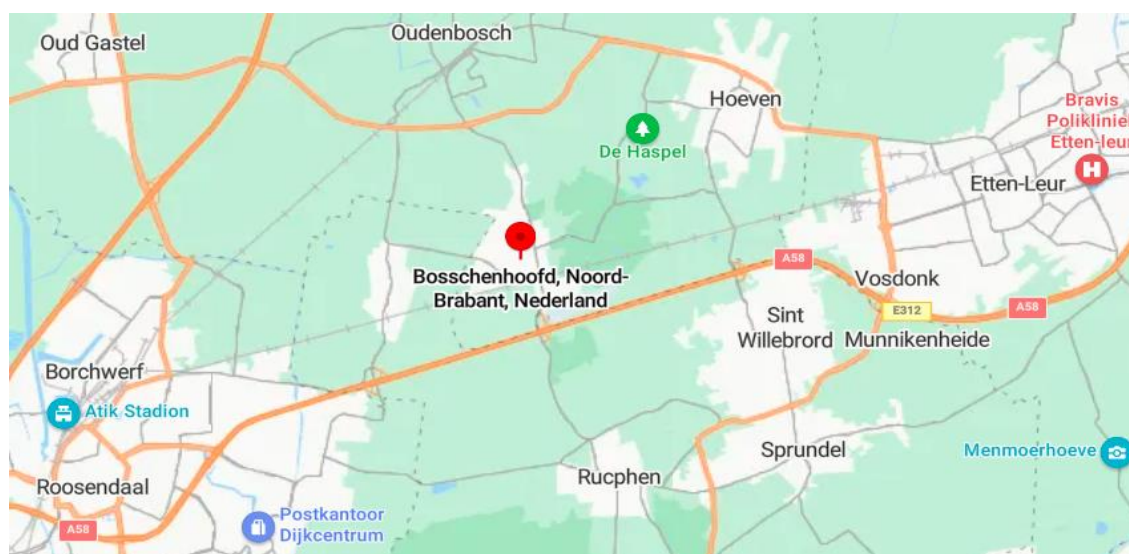 Oud Gastel
Oudenbosch
Hoeven
Bravis
Polikliniek
Etten-leur
De Haspel
Etten-Leur
Bosschenhoofd, Noord-
Brabant, Nederland
A58
Vosdonk
E312
A58
Sint
Willebrord
Munnikenheide
Borchwerf
Atik Stadion
Sprundel
Menmoerhoeve
Rucphen
Roosendaal
Postkantoor
Dijkcentrum
A58